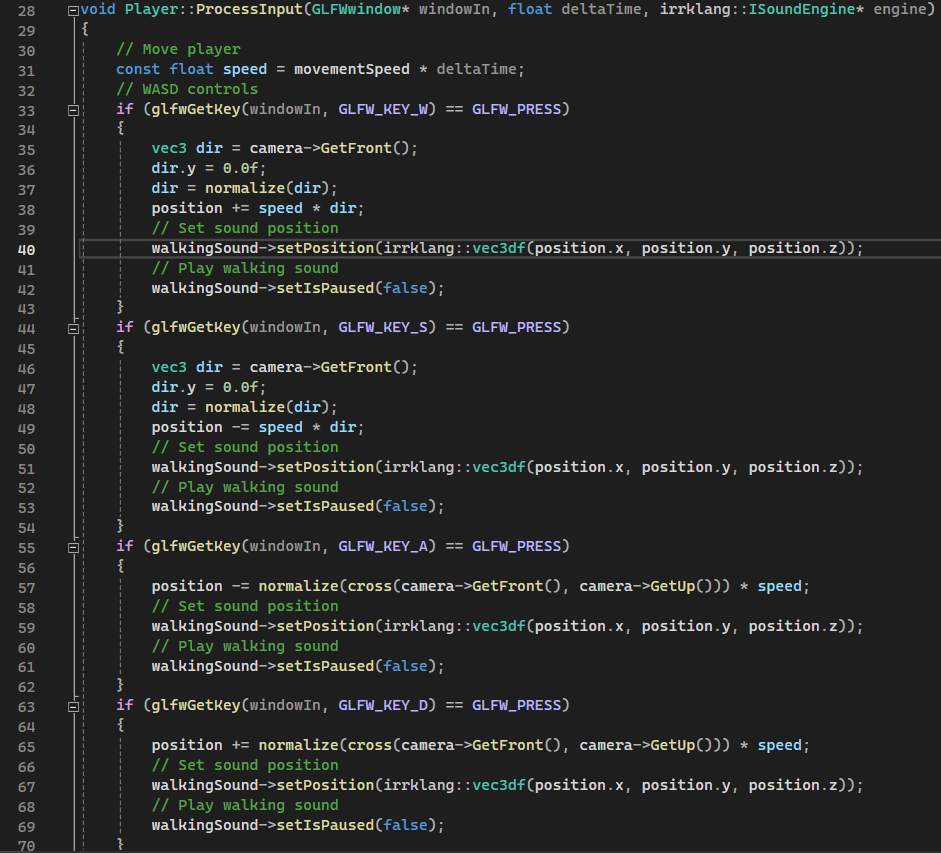 28 void Player::ProcessInput(GLFWwindow* windowIn, float deltaTime, irrklang::ISoundEngine* engine)
29 {
30 // Move player
31 const float speed = movementSpeed * deltaTime;
32 // WASD controls
33 if (glfwGetKey(windowIn, GLFW_KEY_W) == GLFW_PRESS)
34 {
35 vec3 dir = camera->GetFront();
36 dir.y = 0.0f;
37 dir = normalize(dir);
38 position += speed * dir;
39 // Set sound position
40 walkingSound->setPosition(irrklang::vec3df(position.x, position.y, position.z));
41 // Play walking sound
42 walkingSound->setIsPaused(false);
43 }
44 if (glfwGetKey(windowIn, GLFW_KEY_S) == GLFW_PRESS)
45 {
46 vec3 dir = camera->GetFront();
47 dir.y = 0.0f;
48 dir = normalize(dir);
49 position -= speed * dir;
50 // Set sound position
51 walkingSound->setPosition(irrklang::vec3df(position.x, position.y, position.z));
52 // Play walking sound
53 walkingSound->setIsPaused(false);
54 }
55 if (glfwGetKey(windowIn, GLFW_KEY_A) == GLFW_PRESS)
56 {
57 position -= normalize(cross(camera->GetFront(), camera->GetUp())) * speed;
58 // Set sound position
59 walkingSound->setPosition(irrklang::vec3df(position.x, position.y, position.z));
60 // Play walking sound
61 walkingSound->setIsPaused(false);
62 }
63 if (glfwGetKey(windowIn, GLFW_KEY_D) == GLFW_PRESS)
64 {
65 position += normalize(cross(camera->GetFront(), camera->GetUp())) * speed;
66 // Set sound position
67 walkingSound->setPosition(irrklang::vec3df(position.x, position.y, position.z));
68 // Play walking sound
69 walkingSound->setIsPaused(false);
70 }